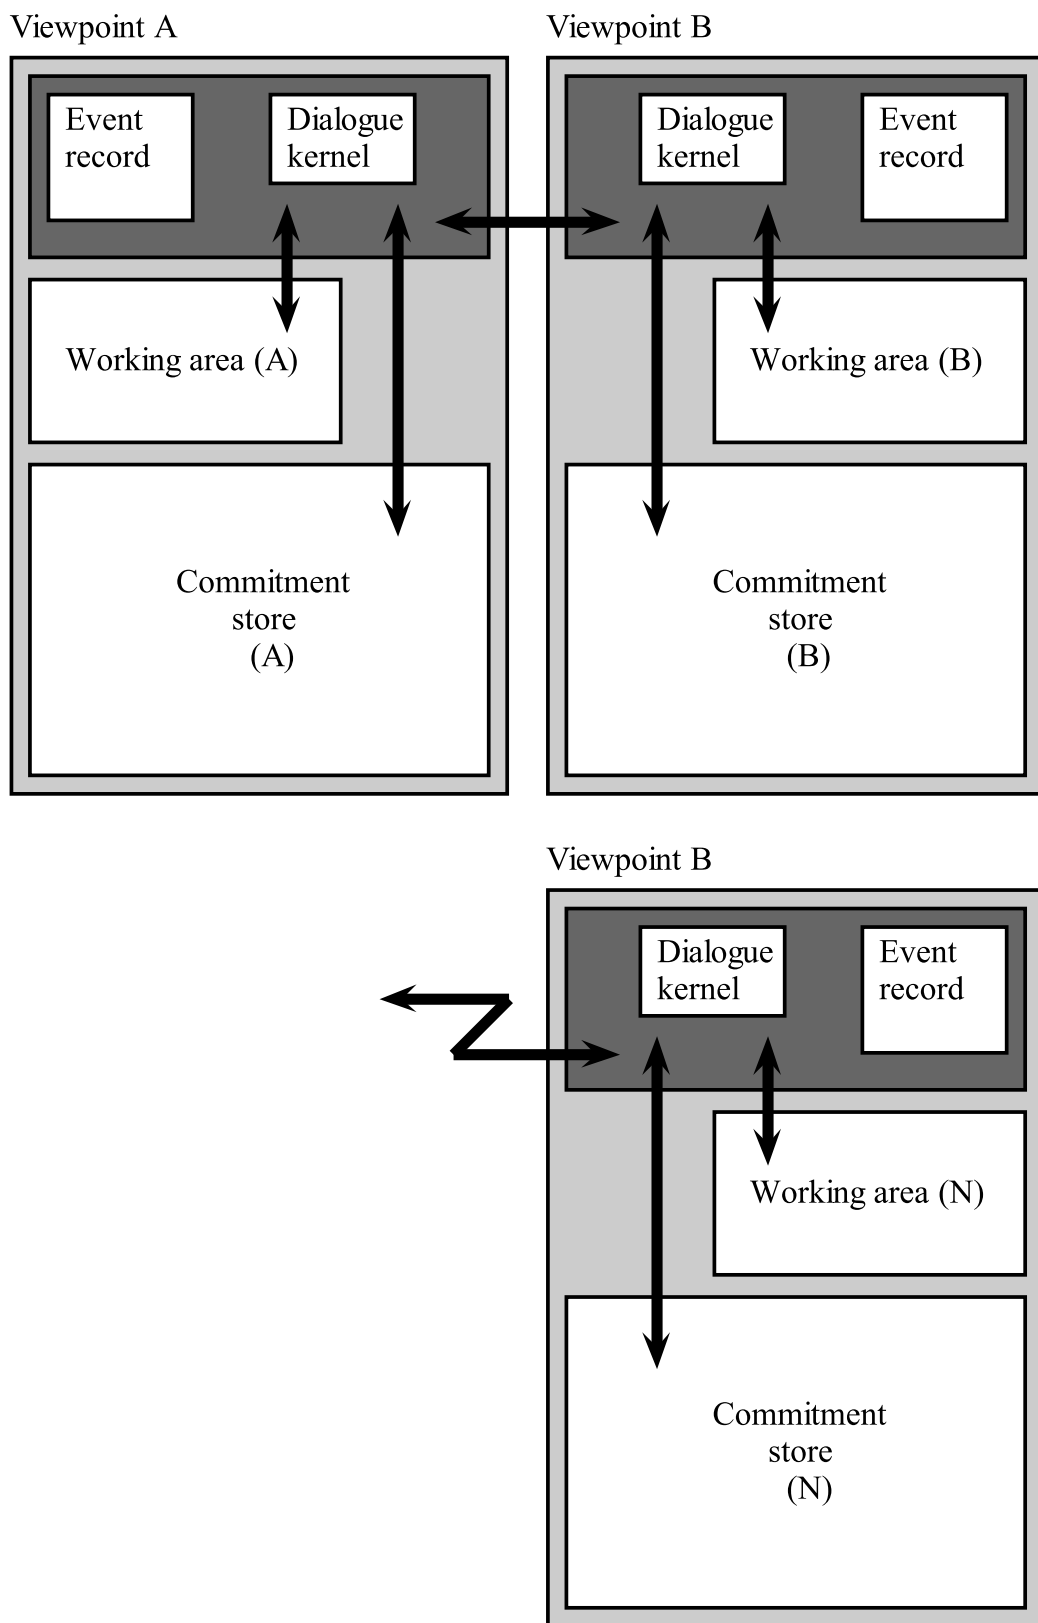 Viewpoint A
Event
record
Dialogue
kernel
Working area (A)
Commitment
store
(A)
Viewpoint B
Dialogue
kernel
Event
record
Working area (B)
Commitment
store
(B)
Viewpoint B
Dialogue
kernel
Event
record
Working area (N)
Commitment
store
(N)